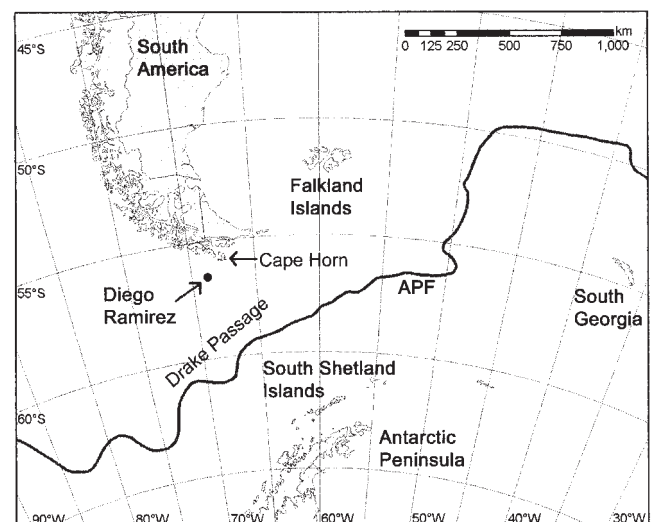 km
0 125 250 500 750 1,000
45°S
South
America
50°S
Falkland
Islands
Cape Horn
55°S
Diego
Ramirez
Drake Passage
APF
South
Georgia
South Shetland
Islands
60°S
Antarctic
Peninsula
90°W 80°W 70°W 60°W 50°W 40°W 30°W